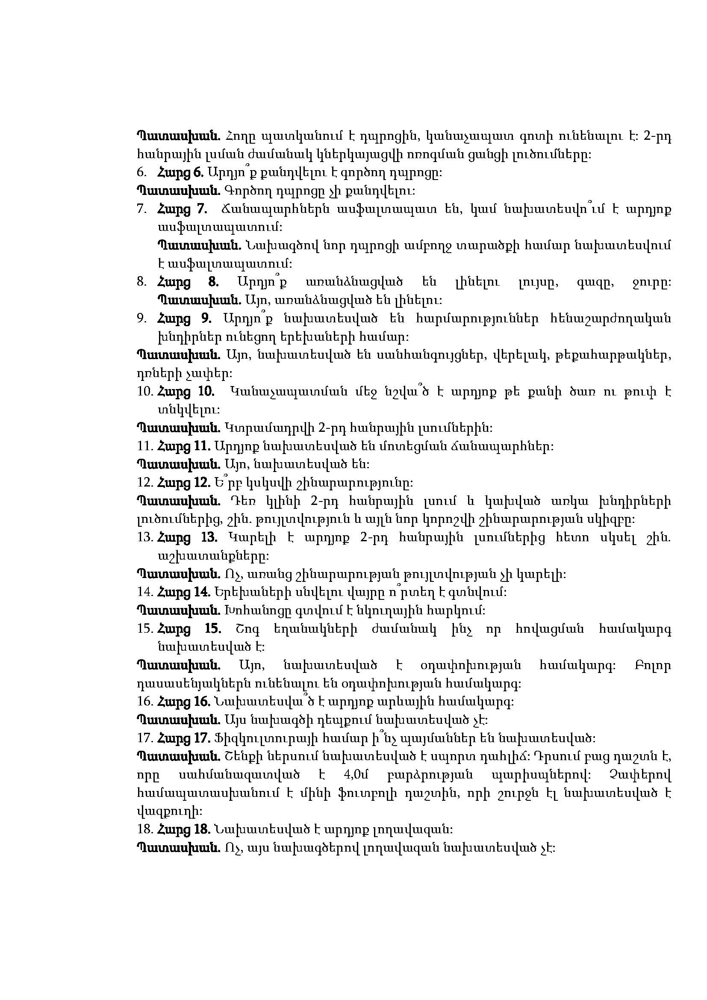 Պատասխան. Հողը պատկանում է դպրոցին, կանաչապատ գոտի ունենալու է: 2-րդ
հանրային լսման ժամանակ կներկայացվի ոռոգման ցանցի լուծումները:
6. Հարց 6. Արդյո՞ք քանդվելու է գործող դպրոցը:
Պատասխան. Գործող դպրոցը չի քանդվելու:
7. Հարց 7. Ճանապարհներն ասֆալտապատ են, կամ նախատեսվո՞ւմ է արդյոք
ասֆալտապատում:
Պատասխան. Նախագծով նոր դպրոցի ամբողջ տարածքի համար նախատեսվում
է ասֆալտապատում:
8. Հարց 8. Արդյո՞ք առանձնացված են լինելու լույսը, գազը, ջուրը:
Պատասխան. Այո, առանձնացված են լինելու:
9. Հարց 9. Արդյո՞ք նախատեսված են հարմարություններ հենաշարժողական
խնդիրներ ունեցող երեխաների համար:
Պատասխան. Այո, նախատեսված են սանհանգույցներ, վերելակ, թեքահարթակներ,
դռների չափեր:
10. Հարց 10. Կանաչապատման մեջ նշվա՞ծ է արդյոք թե քանի ծառ ու թուփ է
տնկվելու:
Պատասխան. Կտրամադրվի 2-րդ հանրային լսումներին:
11. Հարց 11. Արդյոք նախատեսված են մոտեցման ճանապարհներ:
Պատասխան. Այո, նախատեսված են:
12. Հարց 12. Ե՞րբ կսկսվի շինարարությունը:
Պատասխան. Դեռ կլինի 2-րդ հանրային լսում և կախված առկա խնդիրների
լուծումներից, շին. թույլտվություն և այլն նոր կորոշվի շինարարության սկիզբը:
13. Հարց 13. Կարելի է արդյոք 2-րդ հանրային լսումներից հետո սկսել շին.
աշխատանքները:
Պատասխան. Ոչ, առանց շինարարության թույլտվության չի կարելի:
14. Հարց 14. Երեխաների սնվելու վայրը ո՞րտեղ է գտնվում:
Պատասխան. Խոհանոցը գտվում է նկուղային հարկում:
15. Հարց 15. Շոգ եղանակների ժամանակ ինչ որ հովացման համակարգ
նախատեսված է:
Պատասխան. Այո, նախատեսված է օդափոխության համակարգ: Բոլոր
դասասենյակներն ունենալու են օդափոխության համակարգ:
16. Հարց 16. Նախատեսվա՞ծ է արդյոք արևային համակարգ:
Պատասխան. Այս նախագծի դեպքում նախատեսված չէ:
17. Հարց 17. Ֆիզկուլտուրայի համար ի՞նչ պայմաններ են նախատեսված:
Պատասխան. Շենքի ներսում նախատեսված է սպորտ դահլիճ: Դրսում բաց դաշտն է,
որը սահմանազատված է 4,0մ բարձրության պարիսպներով: Չափերով
համապատասխանում է մինի ֆուտբոլի դաշտին, որի շուրջն էլ նախատեսված է
վազքուղի:
18. Հարց 18. Նախատեսված է արդյոք լողավազան:
Պատասխան. Ոչ, այս նախագծերով լողավազան նախատեսված չէ: